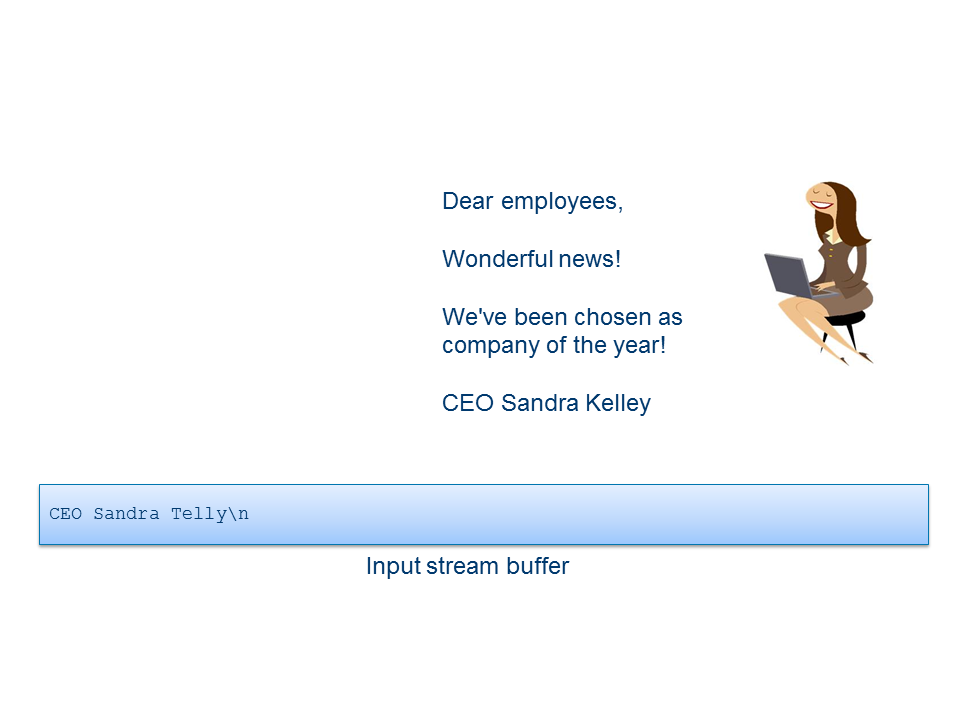 Dear employees,
Wonderful news!
We've been chosen as
company of the year!
CEO Sandra Kelley
CEO Sandra Telly\n
Input stream buffer